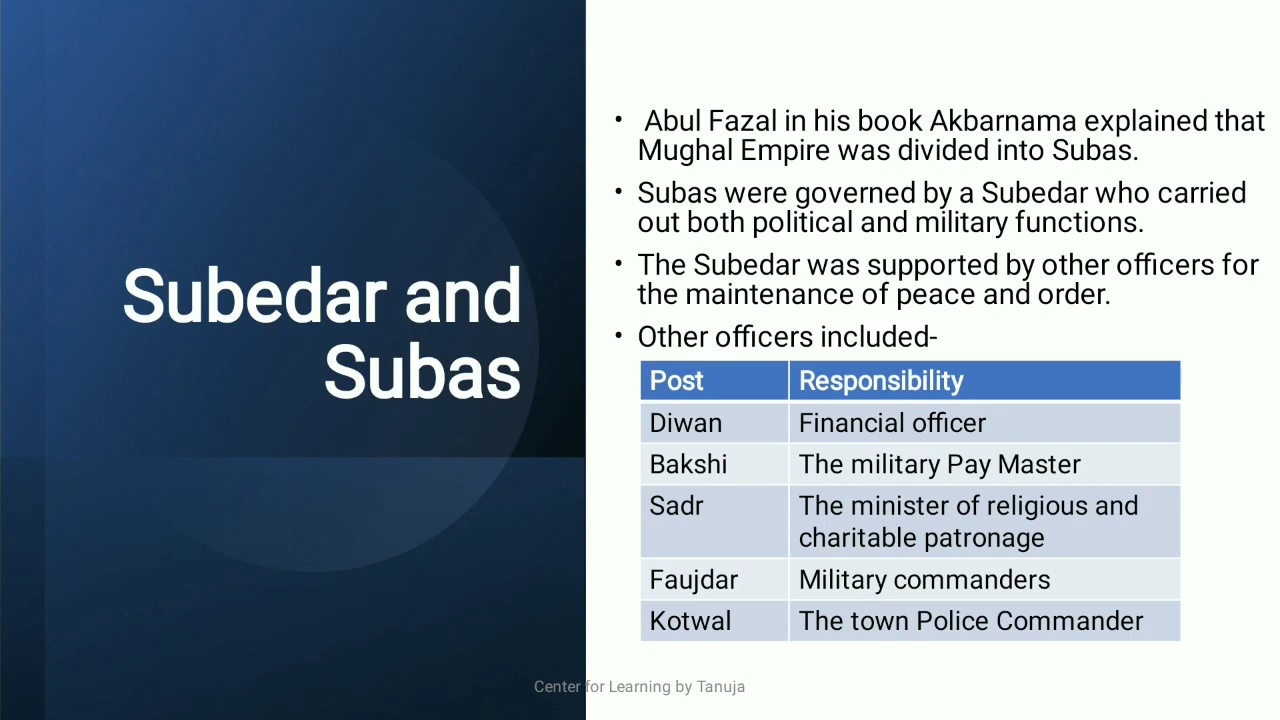 Subedar and
Subas
• Abul Fazal in his book Akbarnama explained that
Mughal Empire was divided into Subas.
• Subas were governed by a Subedar who carried
out both political and military functions.
• The Subedar was supported by other officers for
the maintenance of peace and order.
• Other officers included-
Post Responsibility
Diwan Financial officer
Bakshi The military Pay Master
Sadr The minister of religious and
charitable patronage
Faujdar Military commanders
Kotwal The town Police Commander
Center for Learning by Tanuja